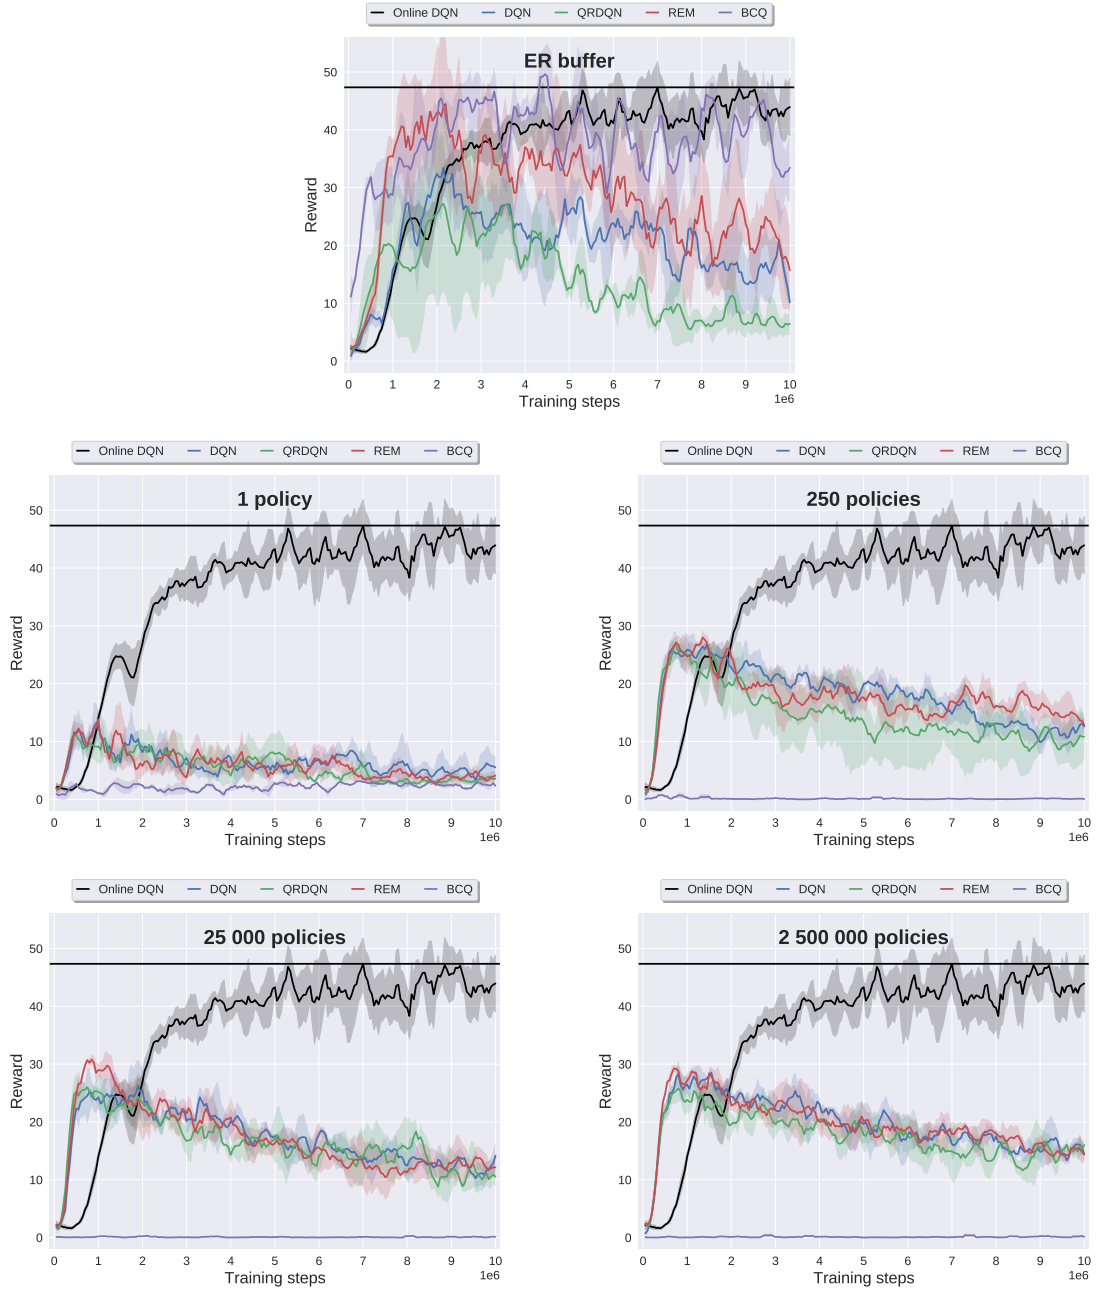 Online DQN DQN QRDQN REM BCQ
ER buffer
Reward
50
40
30
20
10
0
0 1 2 3 4 5 6 7 8 9 10
1e6
Training steps
Online DQN DQN QRDQN REM BCQ
1 policy
Reward
50
40
30
20
10
0
0 1 2 3 4 5 6 7 8 9 10
1e6
Training steps
Online DQN DQN QRDQN REM BCQ
250 policies
Reward
50
40
30
20
10
0
0 1 2 3 4 5 6 7 8 9 10
1e6
Training steps
Online DQN DQN QRDQN REM BCQ
25 000 policies
Reward
50
40
30
20
10
0
0 1 2 3 4 5 6 7 8 9 10
1e6
Training steps
Online DQN DQN QRDQN REM BCQ
2 500 000 policies
Reward
50
40
30
20
10
0
0 1 2 3 4 5 6 7 8 9 10
1e6
Training steps